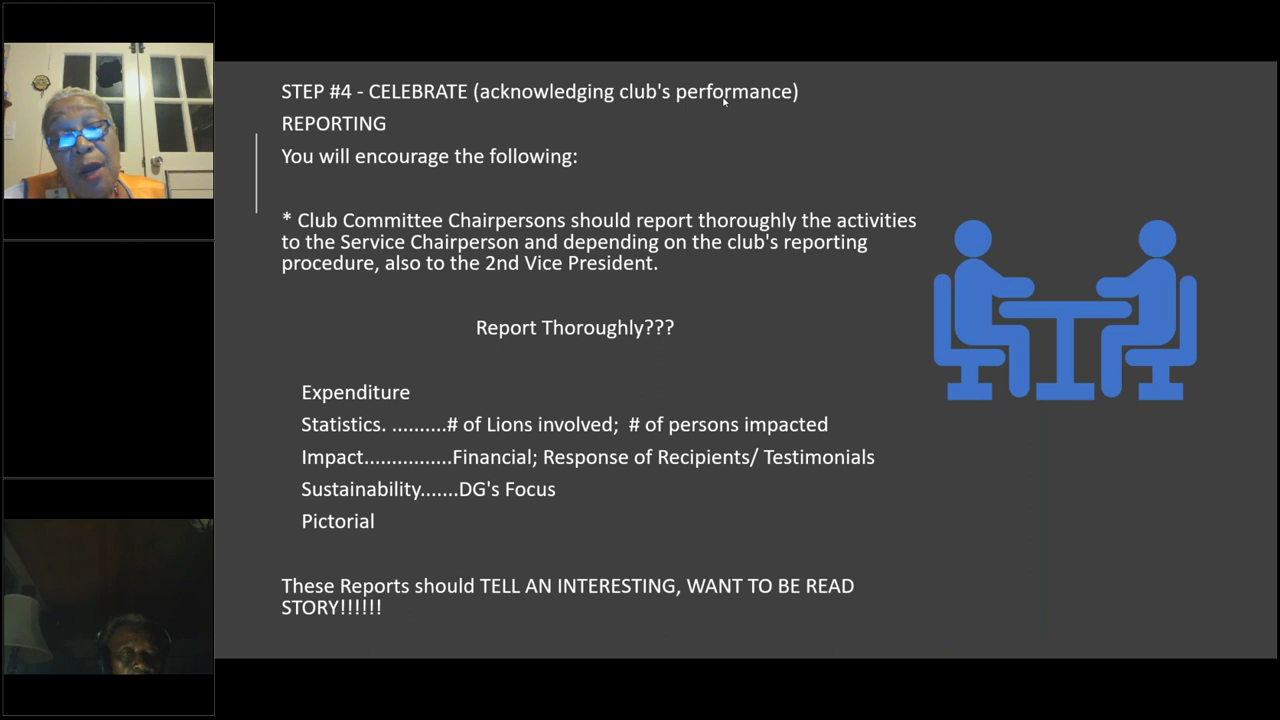 STEP #4 - CELEBRATE (acknowledging club's performance)
REPORTING
You will encourage the following:
* Club Committee Chairpersons should report thoroughly the activities
to the Service Chairperson and depending on the club's reporting
procedure, also to the 2nd Vice President.
Report Thoroughly???
Expenditure
Statistics. ..........# of Lions involved;  # of persons impacted
Impact................Financial; Response of Recipients/ Testimonials
Sustainability.......DG's Focus
Pictorial
These Reports should TELL AN INTERESTING, WANT TO BE READ
STORY!!!!!!